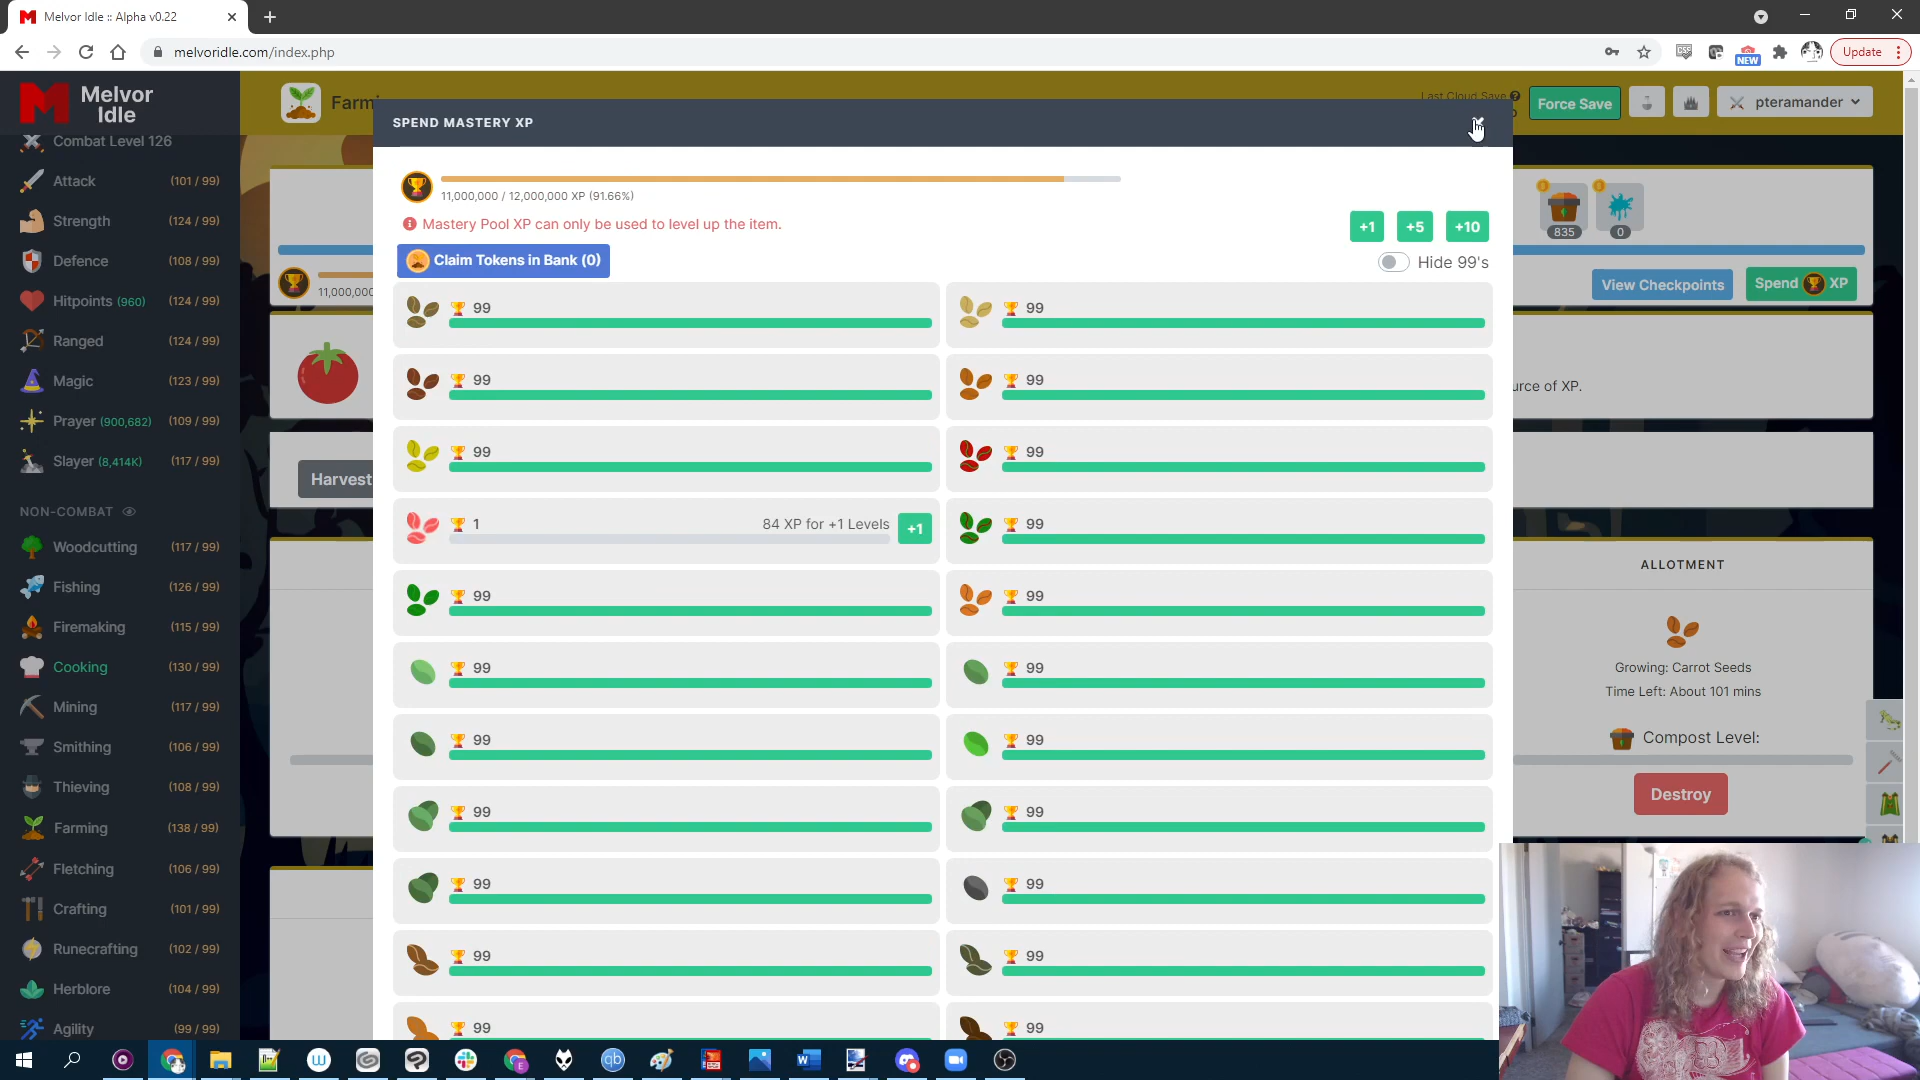 Melvor Idle :: Alpha v0.22
melvoridle.com/index.php
NEW
Update
Melvor
Idle
Combat Level 126
Attack (101 / 99)
Strength (124 / 99)
Defence (108 / 99)
Hitpoints (960) (124 / 99)
Ranged (124 / 99)
Magic (123 / 99)
Prayer (900,682) (109 / 99)
Slayer (8,414K) (117 / 99)
NON-COMBAT
Woodcutting (117 / 99)
Fishing (126 / 99)
Firemaking (115 / 99)
Cooking (130 / 99)
Mining (117 / 99)
Smithing (106 / 99)
Thieving (108 / 99)
Farming (138 / 99)
Fletching (106 / 99)
Crafting (101 / 99)
Runecrafting (102 / 99)
Herblore (104 / 99)
Agility (99 / 99)
Farmi
Last Cloud Save
Force Save
pteramander
11,000,000
Harvest
SPEND MASTERY XP
11,000,000 / 12,000,000 XP (91.66%)
Mastery Pool XP can only be used to level up the item.
+1 +5 +10
Claim Tokens in Bank (0)
Hide 99's
99 99
99 99
99 99
1 84 XP for +1 Levels +1 99
99 99
99 99
99 99
99 99
99 99
99 99
99 99
835 0
View Checkpoints
Spend XP
urce of XP.
ALLOTMENT
Growing: Carrot Seeds
Time Left: About 101 mins
Compost Level:
Destroy